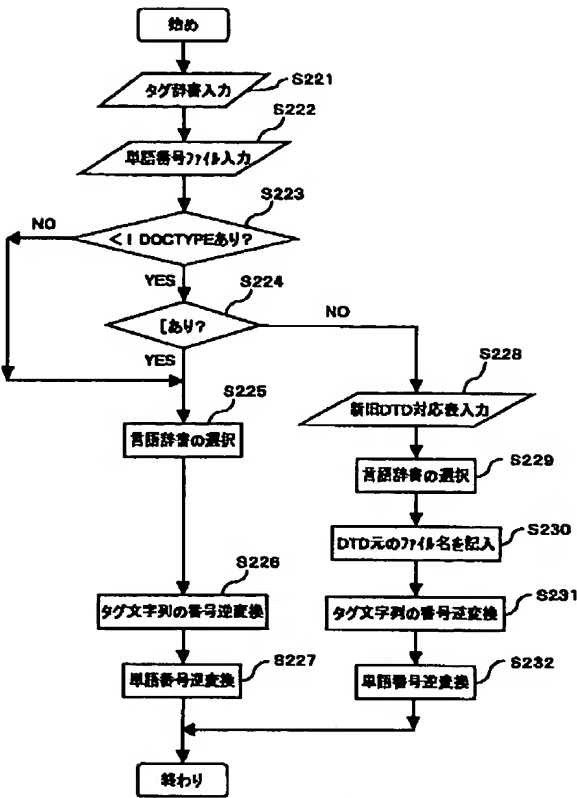 始め
タグ辞書入力
S221
単語番号ファイル入力
S222
<! DOCTYPEあり?
S223
NO
YES
[あり?
S224
NO
YES
新旧DTD対応表入力
S228
言語辞書の選択
S225
言語辞書の選択
S229
DTD元のファイル名を記入
S230
タグ文字列の番号逆変換
S226
タグ文字列の番号逆変換
S231
単語番号逆変換
S227
単語番号逆変換
S232
終わり